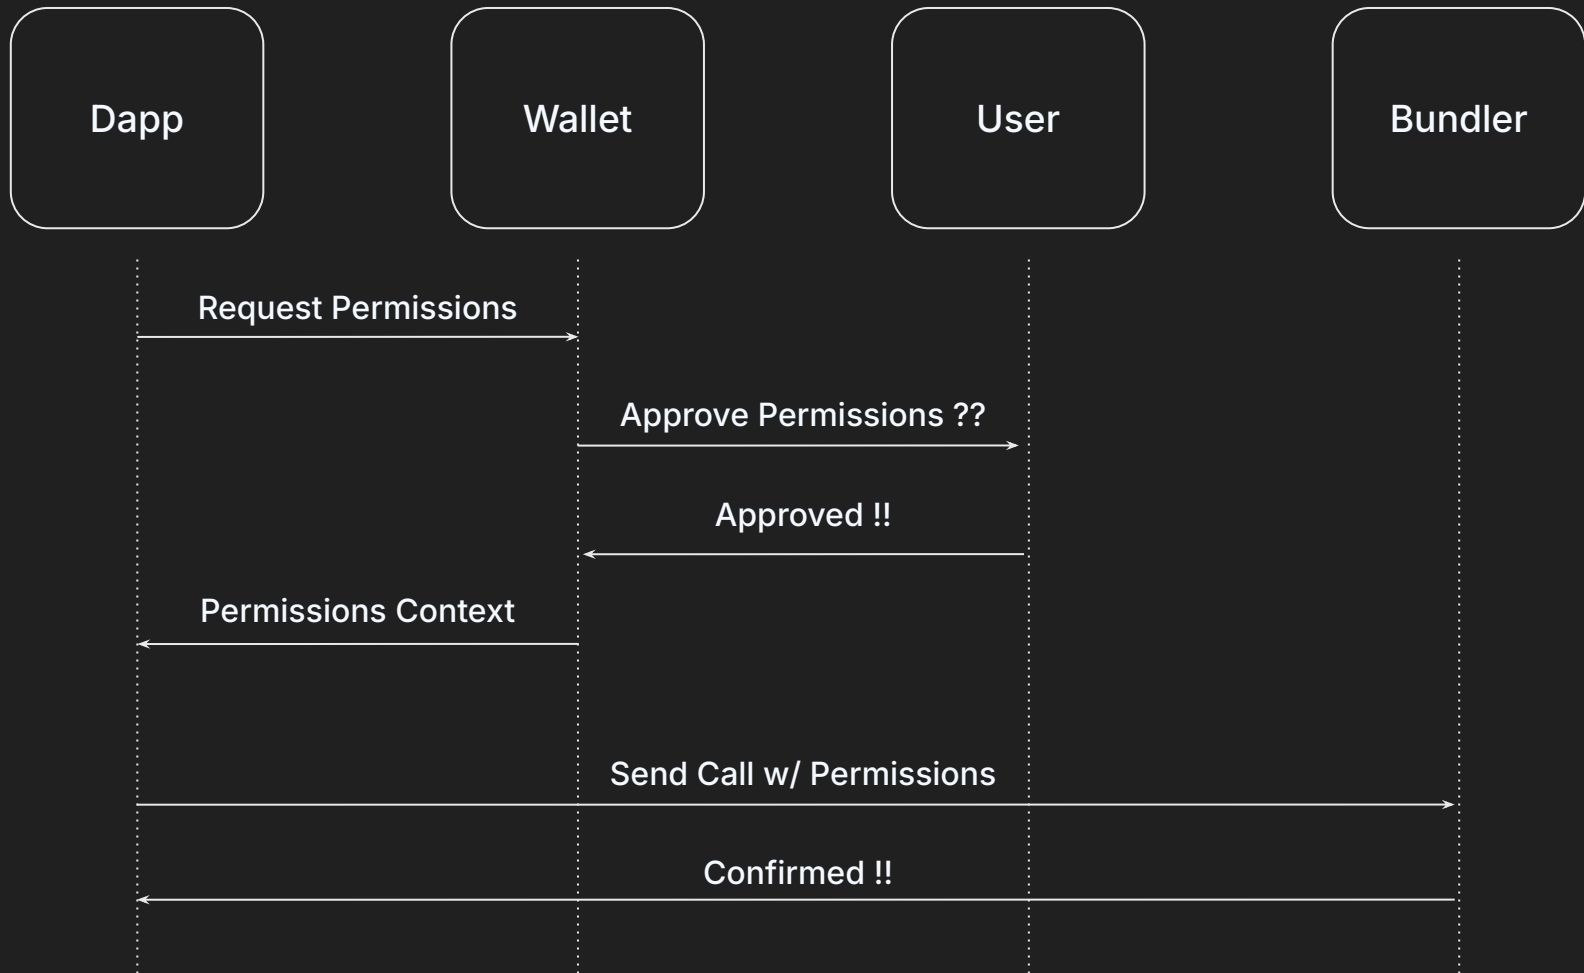 Dapp
Wallet
User
Bundler
Request Permissions
Approve Permissions ??
Approved !!
Permissions Context
Send Call w/ Permissions
Confirmed !!